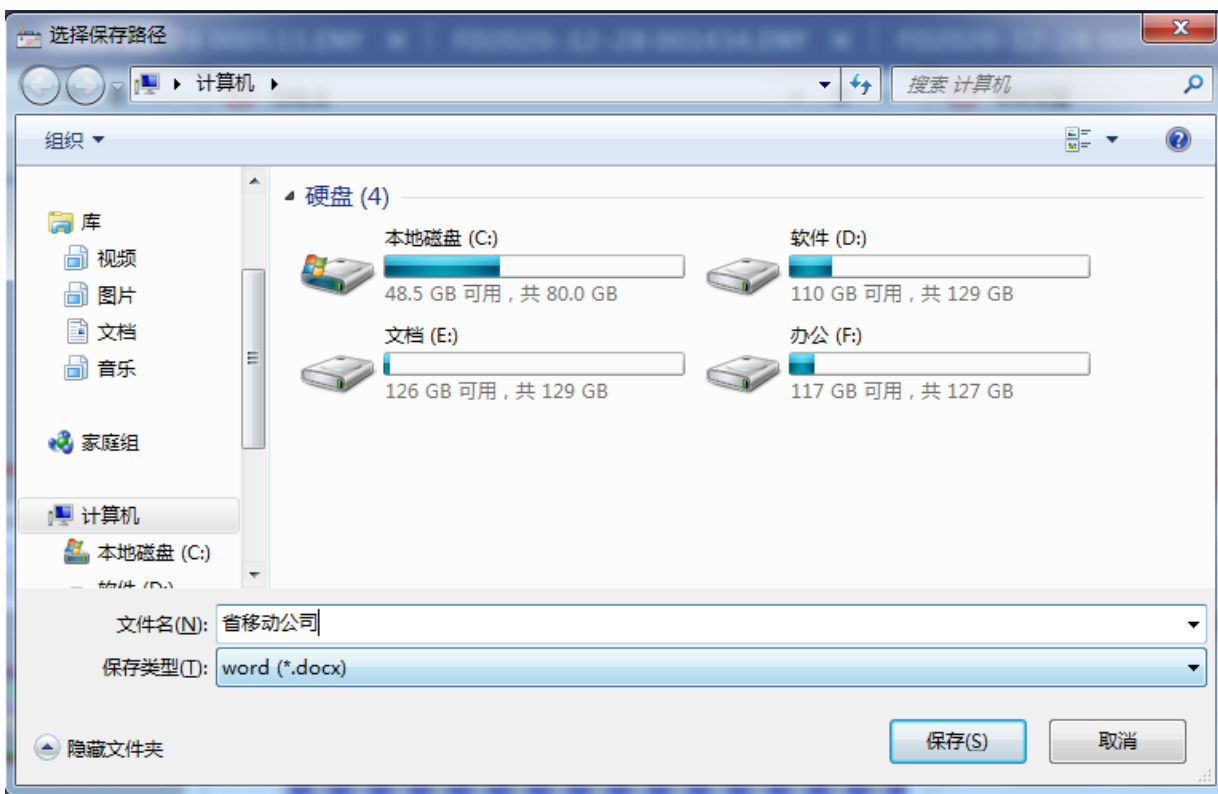 选择保存路径
计算机
搜索 计算机
组织
库
视频
图片
文档
音乐
家庭组
计算机
本地磁盘 (C:)
软件 (D:)
硬盘 (4)
本地磁盘 (C:)
48.5 GB 可用，共 80.0 GB
软件 (D:)
110 GB 可用，共 129 GB
文档 (E:)
126 GB 可用，共 129 GB
办公 (F:)
117 GB 可用，共 127 GB
文件名(N): 省移动公司
保存类型(T): word (*.docx)
隐藏文件夹
保存(S)
取消